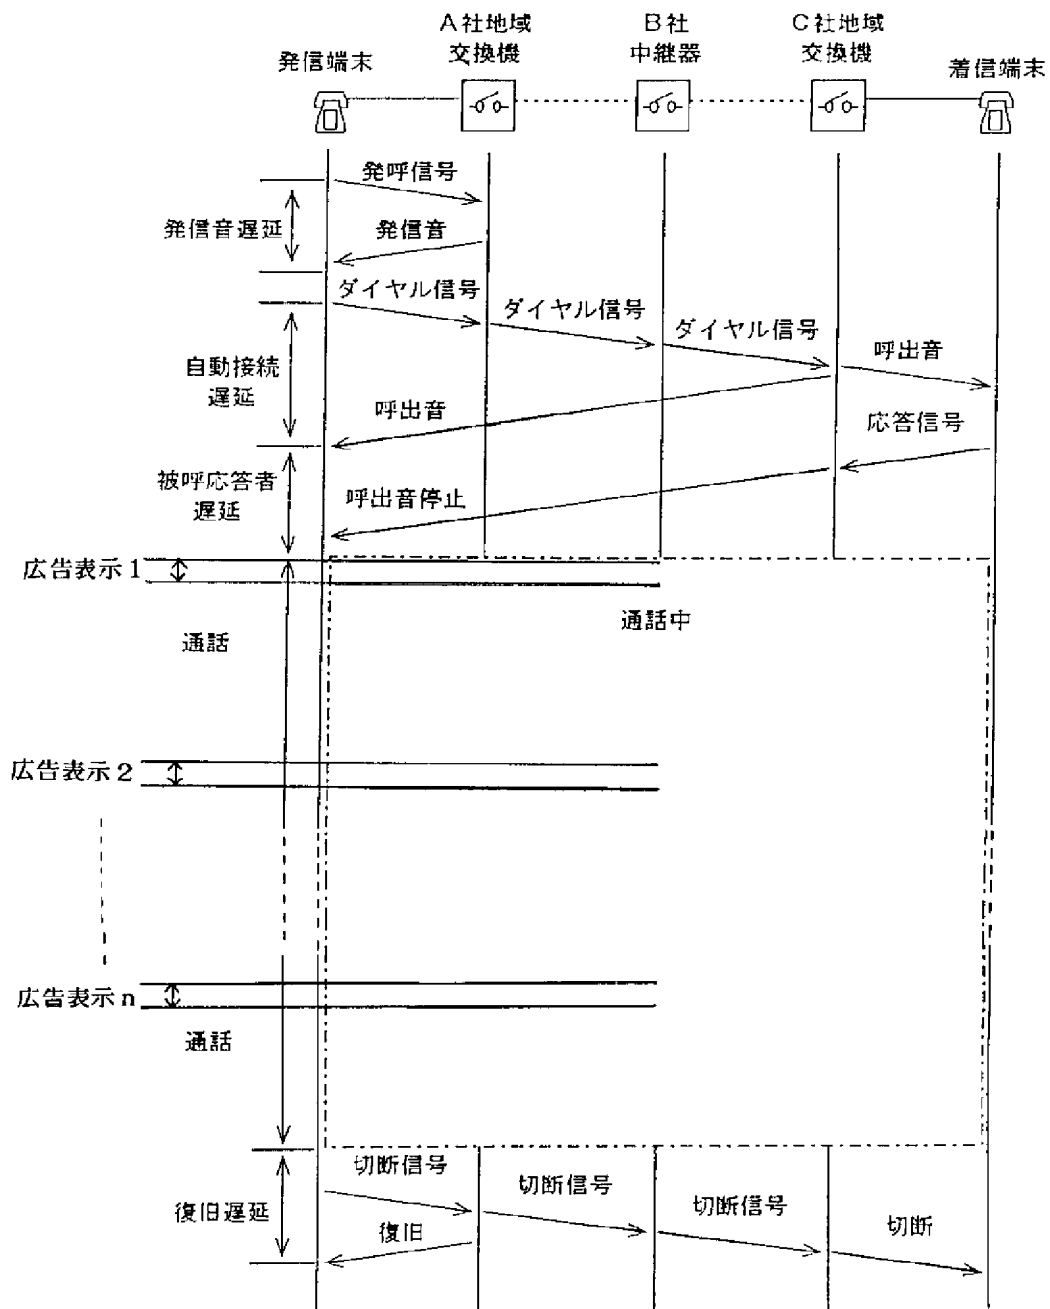 A社地域
交換機
B社
中継器
C社地域
交換機
発信端末
着信端末
発呼信号
発信音遅延
発信音
ダイヤル信号
ダイヤル信号
ダイヤル信号
呼出音
自動接続
遅延
呼出音
応答信号
被呼応答者
遅延
呼出音停止
広告表示1
通話中
通話
広告表示2
広告表示n
通話
切断信号
切断信号
切断信号
切断
復旧遅延
復旧